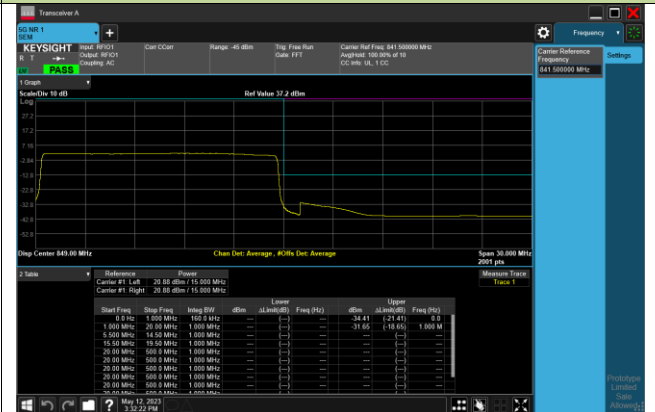 Transceiver A
5G NR 1
SEM
+
Frequency
KEYSIGHT
R T
PASS
Input: RFIO1
Output: RFIO1
Coupling: AC
Corr CCorr
Range: -45 dBm
Trig: Free Run
Gate: FFT
Carrier Ref Freq: 841.500000 MHz
Avg|Hold: 100.00% of 10
CC Info: UL, 1 CC
Carrier Reference
Frequency
841.500000 MHz
Settings
1 Graph
Scale/Div 10 dB
Ref Value 37.2 dBm
Log
27.2
17.2
7.16
-2.84
-12.8
-22.8
-32.8
-42.8
-52.8
Disp Center 849.00 MHz
Chan Det: Average , #Offs Det: Average
Span 30.000 MHz
2001 pts
2 Table
Measure Trace
Trace 1
Reference Power
Carrier #1: Left 20.88 dBm / 15.000 MHz
Carrier #1: Right 20.88 dBm / 15.000 MHz
Lower Upper
Start Freq Stop Freq Integ BW dBm ΔLimit(dB) Freq (Hz) dBm ΔLimit(dB) Freq (Hz)
0.0 Hz 1.000 MHz 160.0 kHz --- (---) --- -34.41 (-21.41) 0.0
1.000 MHz 20.00 MHz 1.000 MHz --- (---) --- -31.65 (-18.65) 1.000 M
5.500 MHz 14.50 MHz 1.000 MHz --- (---) --- --- (---) ---
15.50 MHz 19.50 MHz 1.000 MHz --- (---) --- --- (---) ---
20.00 MHz 500.0 MHz 1.000 MHz --- (---) --- --- (---) ---
20.00 MHz 500.0 MHz 1.000 MHz --- (---) --- --- (---) ---
20.00 MHz 500.0 MHz 1.000 MHz --- (---) --- --- (---) ---
20.00 MHz 500.0 MHz 1.000 MHz --- (---) --- --- (---) ---
20.00 MHz 500.0 MHz 1.000 MHz --- (---) --- --- (---) ---
Prototype
Limited
Sale
Allowed
?
May 12, 2023
3:32:22 PM